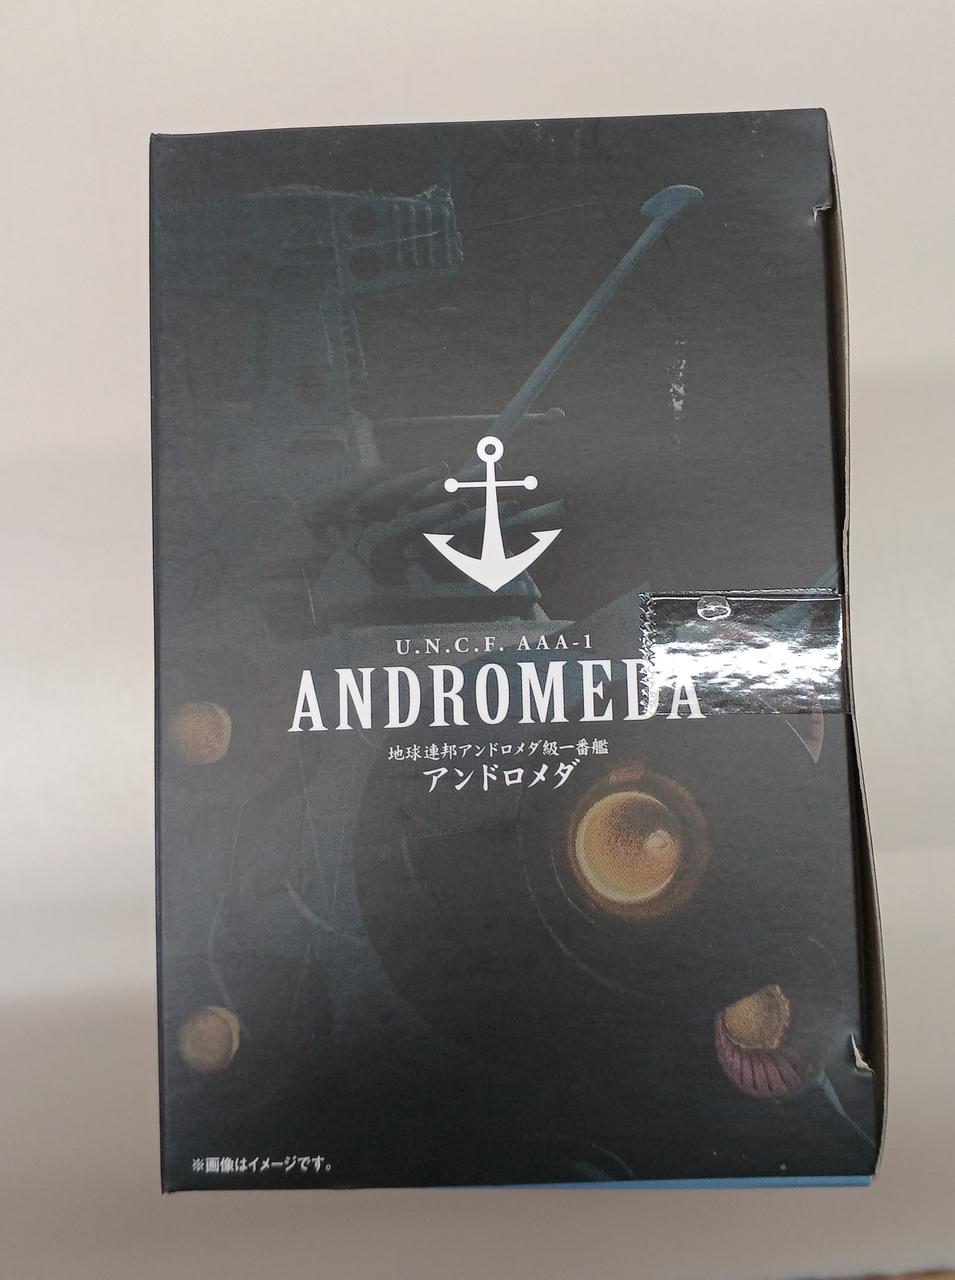 U.N.C.F. AAA-1
ANDROMEDA
地球連邦アンドロメダ級一番艦
アンドロメダ
※画像はイメージです。